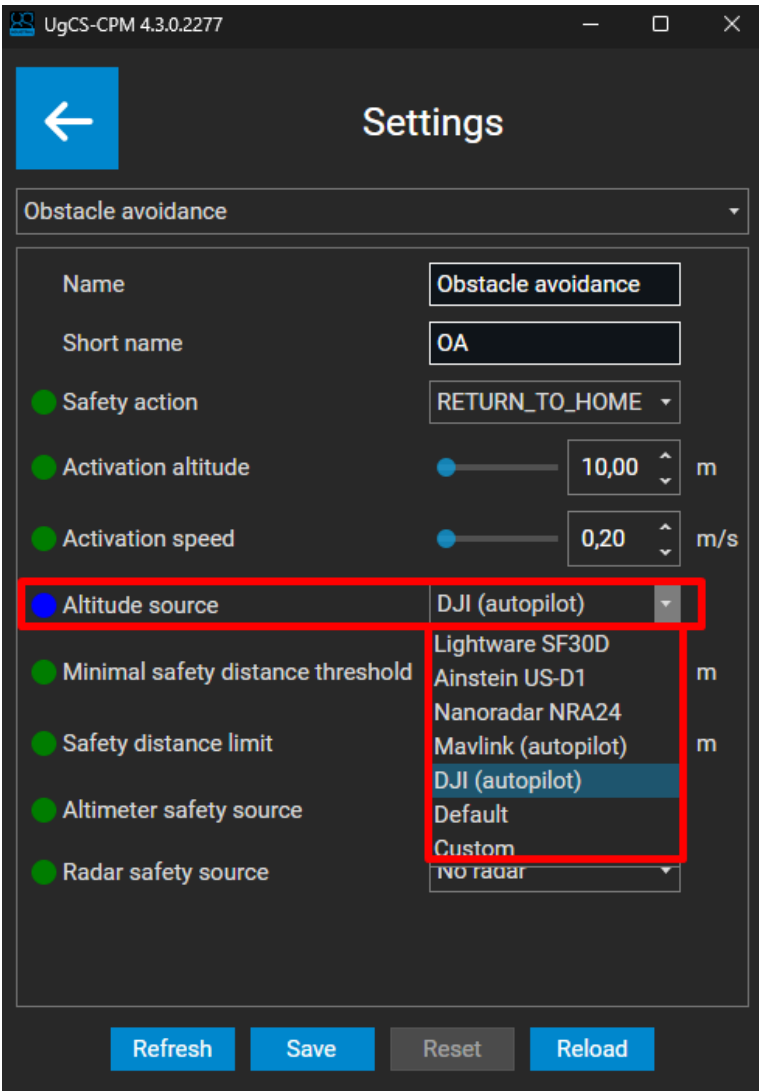 UgCS-CPM 4.3.0.2277
Settings
Obstacle avoidance
Name Obstacle avoidance
Short name OA
Safety action RETURN_TO_HOME
Activation altitude 10,00 m
Activation speed 0,20 m/s
Altitude source DJI (autopilot)
Lightware SF30D
Minimal safety distance threshold Ainstein US-D1 m
Nanoradar NRA24
Safety distance limit Mavlink (autopilot) m
DJI (autopilot)
Altimeter safety source Default
Custom
Radar safety source No radar
Refresh Save Reset Reload